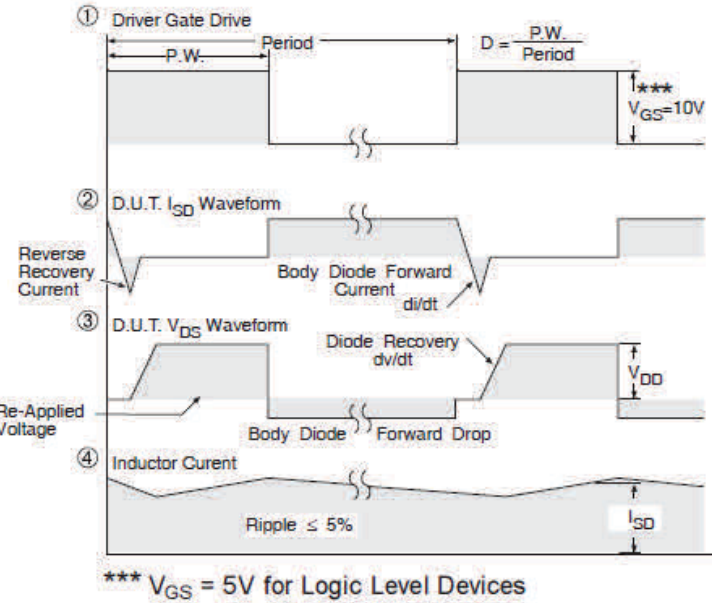 ① Driver Gate Drive
P.W.
Period
D = P.W.
Period
***
VGS=10V
② D.U.T. ISD Waveform
Reverse
Recovery
Current
Body Diode Forward
Current
di/dt
③ D.U.T. VDS Waveform
Diode Recovery
dv/dt
VDD
Re-Applied
Voltage
Body Diode Forward Drop
④ Inductor Curent
Ripple ≤ 5%
ISD
*** VGS = 5V for Logic Level Devices